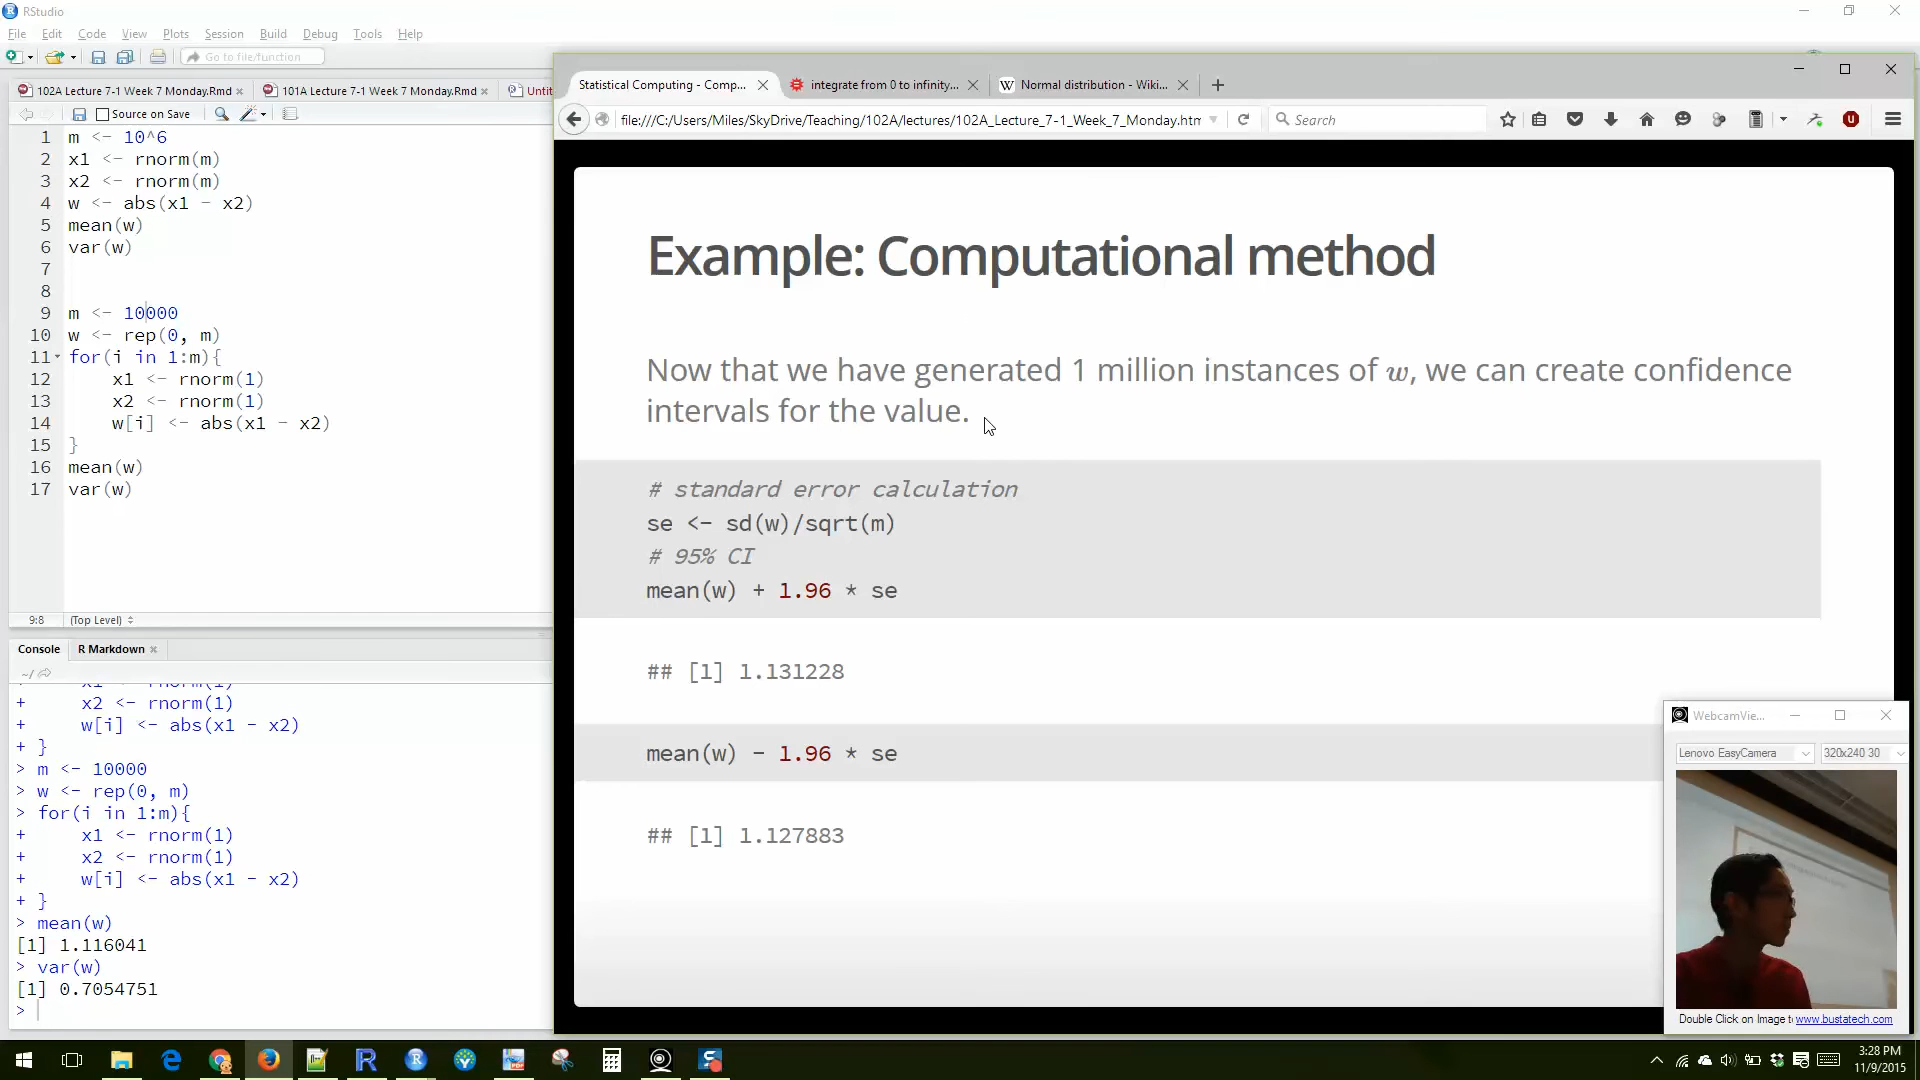 RStudio
File Edit Code View Plots Session Build Debug Tools Help
Go to file/function
102A Lecture 7-1 Week 7 Monday.Rmd × 101A Lecture 7-1 Week 7 Monday.Rmd × Untit
Source on Save
1 m <- 10^6
2 x1 <- rnorm(m)
3 x2 <- rnorm(m)
4 w <- abs(x1 - x2)
5 mean(w)
6 var(w)
7
8
9 m <- 10000
10 w <- rep(0, m)
11 for(i in 1:m){
12 x1 <- rnorm(1)
13 x2 <- rnorm(1)
14 w[i] <- abs(x1 - x2)
15 }
16 mean(w)
17 var(w)
9:8 (Top Level)
Console R Markdown ×
~/
+ x2 <- rnorm(1)
+ w[i] <- abs(x1 - x2)
+ }
> m <- 10000
> w <- rep(0, m)
> for(i in 1:m){
+ x1 <- rnorm(1)
+ x2 <- rnorm(1)
+ w[i] <- abs(x1 - x2)
+ }
> mean(w)
[1] 1.116041
> var(w)
[1] 0.7054751
>
Statistical Computing - Comp... integrate from 0 to infinity... Normal distribution - Wiki...
file:///C:/Users/Miles/SkyDrive/Teaching/102A/lectures/102A_Lecture_7-1_Week_7_Monday.htm
Search
Example: Computational method
Now that we have generated 1 million instances of w, we can create confidence
intervals for the value.
# standard error calculation
se <- sd(w)/sqrt(m)
# 95% CI
mean(w) + 1.96 * se
## [1] 1.131228
mean(w) - 1.96 * se
## [1] 1.127883
WebcamVie...
Lenovo EasyCamera 320x240 30
Double Click on Image t www.bustatech.com
3:28 PM
11/9/2015